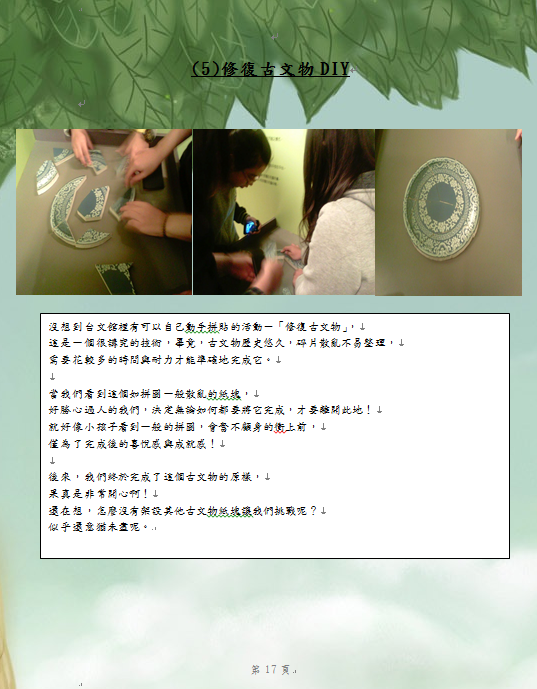 (5)修復古文物DIY
沒想到台文館裡有可以自己動手拼貼的活動－「修復古文物」，
這是一個很講究的技術，畢竟，古文物歷史悠久，碎片散亂不易整理，
需要花較多的時間與耐力才能準確地完成它。
當我們看到這個如拼圖一般散亂的紙塊，
好勝心過人的我們，決定無論如何都要將它完成，才要離開此地！
就好像小孩子看到一般的拼圖，會奮不顧身的衝上前，
僅為了完成後的喜悅感與成就感！
後來，我們終於完成了這個古文物的原樣，
果真是非常開心啊！
還在想，怎麼沒有架設其他古文物紙塊讓我們挑戰呢？
似乎還意猶未盡呢。
第 17 頁